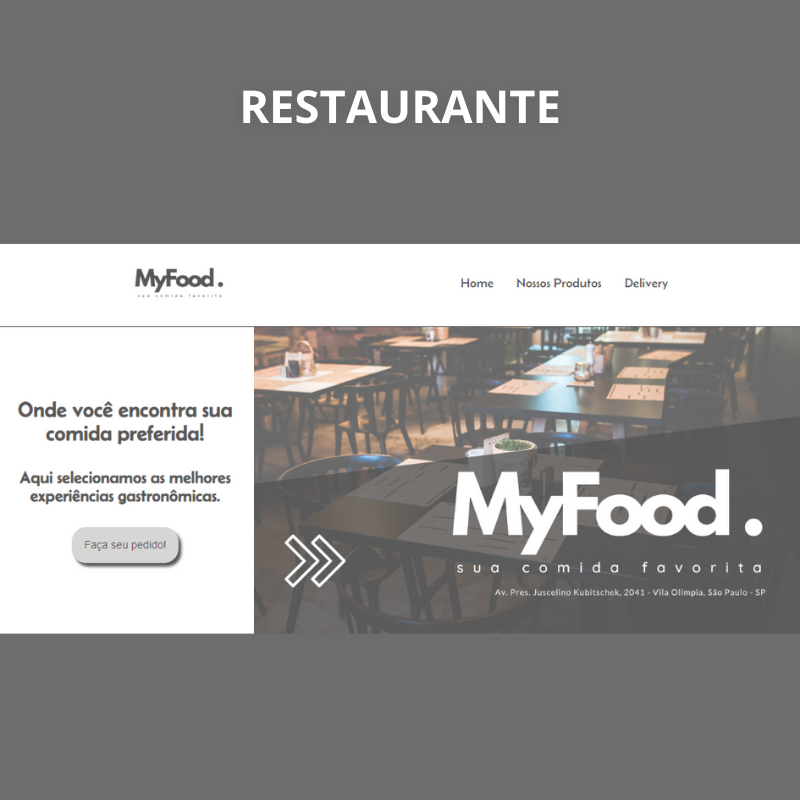 RESTAURANTE
MyFood .
sua comida favorita
Home Nossos Produtos Delivery
Onde você encontra sua
comida preferida!
Aqui selecionamos as melhores
experiências gastronômicas.
Faça seu pedido!
MyFood .
sua comida favorita
Av. Pres. Juscelino Kubitschek, 2041 - Vila Olímpia, São Paulo - SP